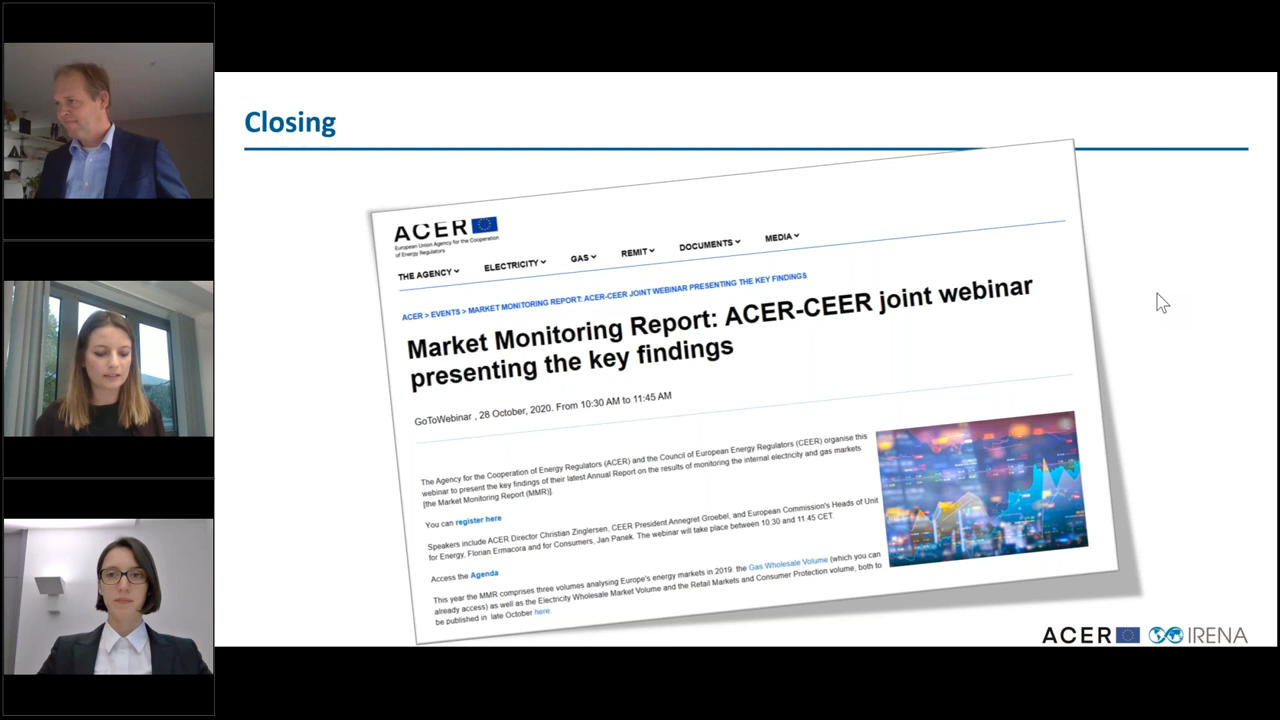 Closing
ACER
European Union Agency for the Cooperation
of Energy Regulators
THE AGENCY ELECTRICITY GAS REMIT DOCUMENTS MEDIA
ACER > EVENTS > MARKET MONITORING REPORT: ACER-CEER JOINT WEBINAR PRESENTING THE KEY FINDINGS
Market Monitoring Report: ACER-CEER joint webinar
presenting the key findings
GoToWebinar , 28 October, 2020. From 10:30 AM to 11:45 AM
The Agency for the Cooperation of Energy Regulators (ACER) and the Council of European Energy Regulators (CEER) organise this
webinar to present the key findings of their latest Annual Report on the results of monitoring the internal electricity and gas markets
[the Market Monitoring Report (MMR)].
You can register here
Speakers include ACER Director Christian Zinglersen, CEER President Annegret Groebel, and European Commission's Heads of Unit
for Energy, Florian Ermacora and for Consumers, Jan Panek. The webinar will take place between 10.30 and 11.45 CET.
Access the Agenda
This year the MMR comprises three volumes analysing Europe's energy markets in 2019: the Gas Wholesale Volume (which you can
already access) as well as the Electricity Wholesale Market Volume and the Retail Markets and Consumer Protection volume, both to
be published in late October here.
ACER IRENA